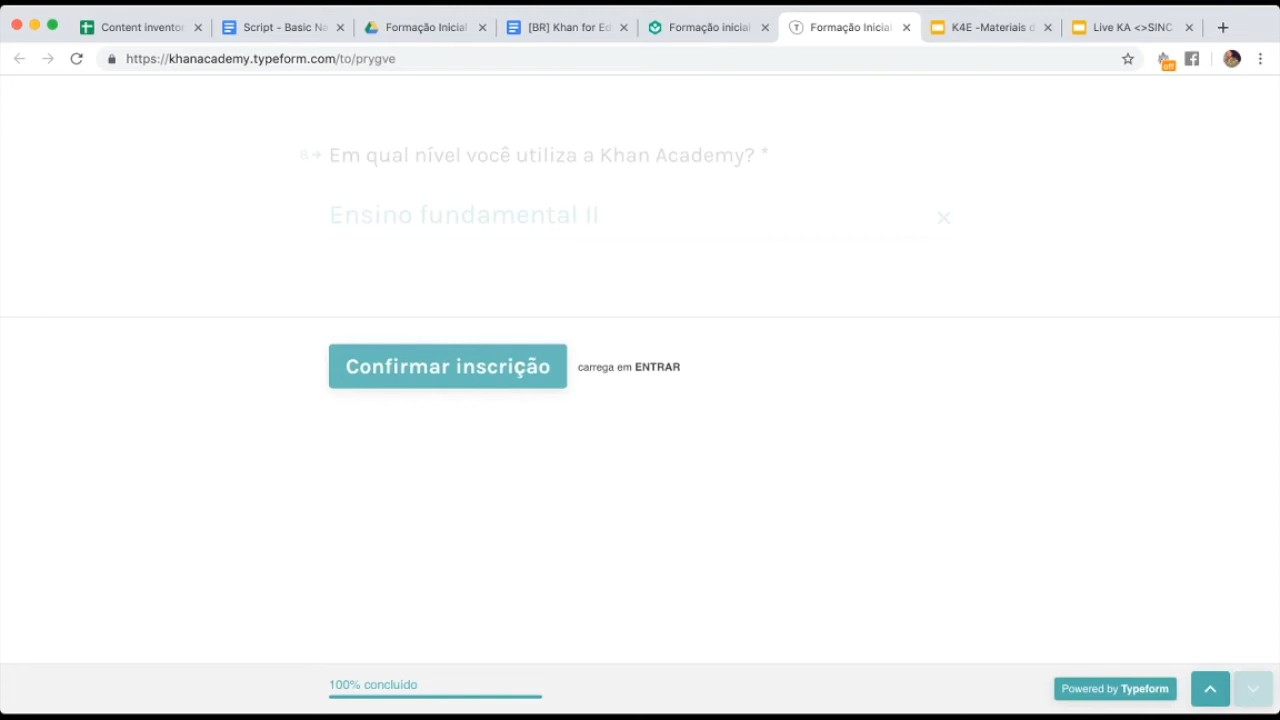 Content invento
Script - Basic Na
Formação Inicial
[BR] Khan for Ed
Formação inicial
Formação Inicial
K4E -Materiais d
Live KA <>SINC
https://khanacademy.typeform.com/to/prygve
off
Em qual nível você utiliza a Khan Academy? *
Ensino fundamental II
Confirmar inscrição carrega em ENTRAR
100% concluído
Powered by Typeform